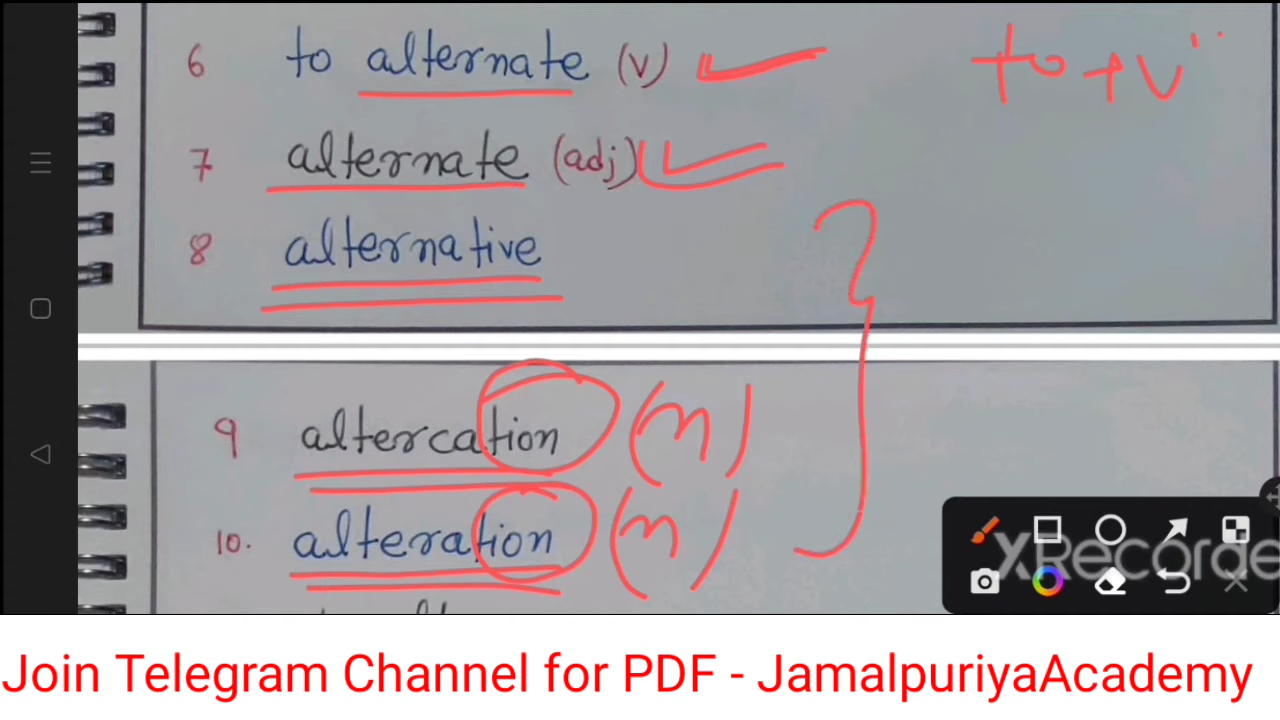 6 to alternate (v) to + v
7 alternate (adj)
8 alternative
9 altercation (n)
10. alteration (n)
XRecorde
Join Telegram Channel for PDF - JamalpuriyaAcademy